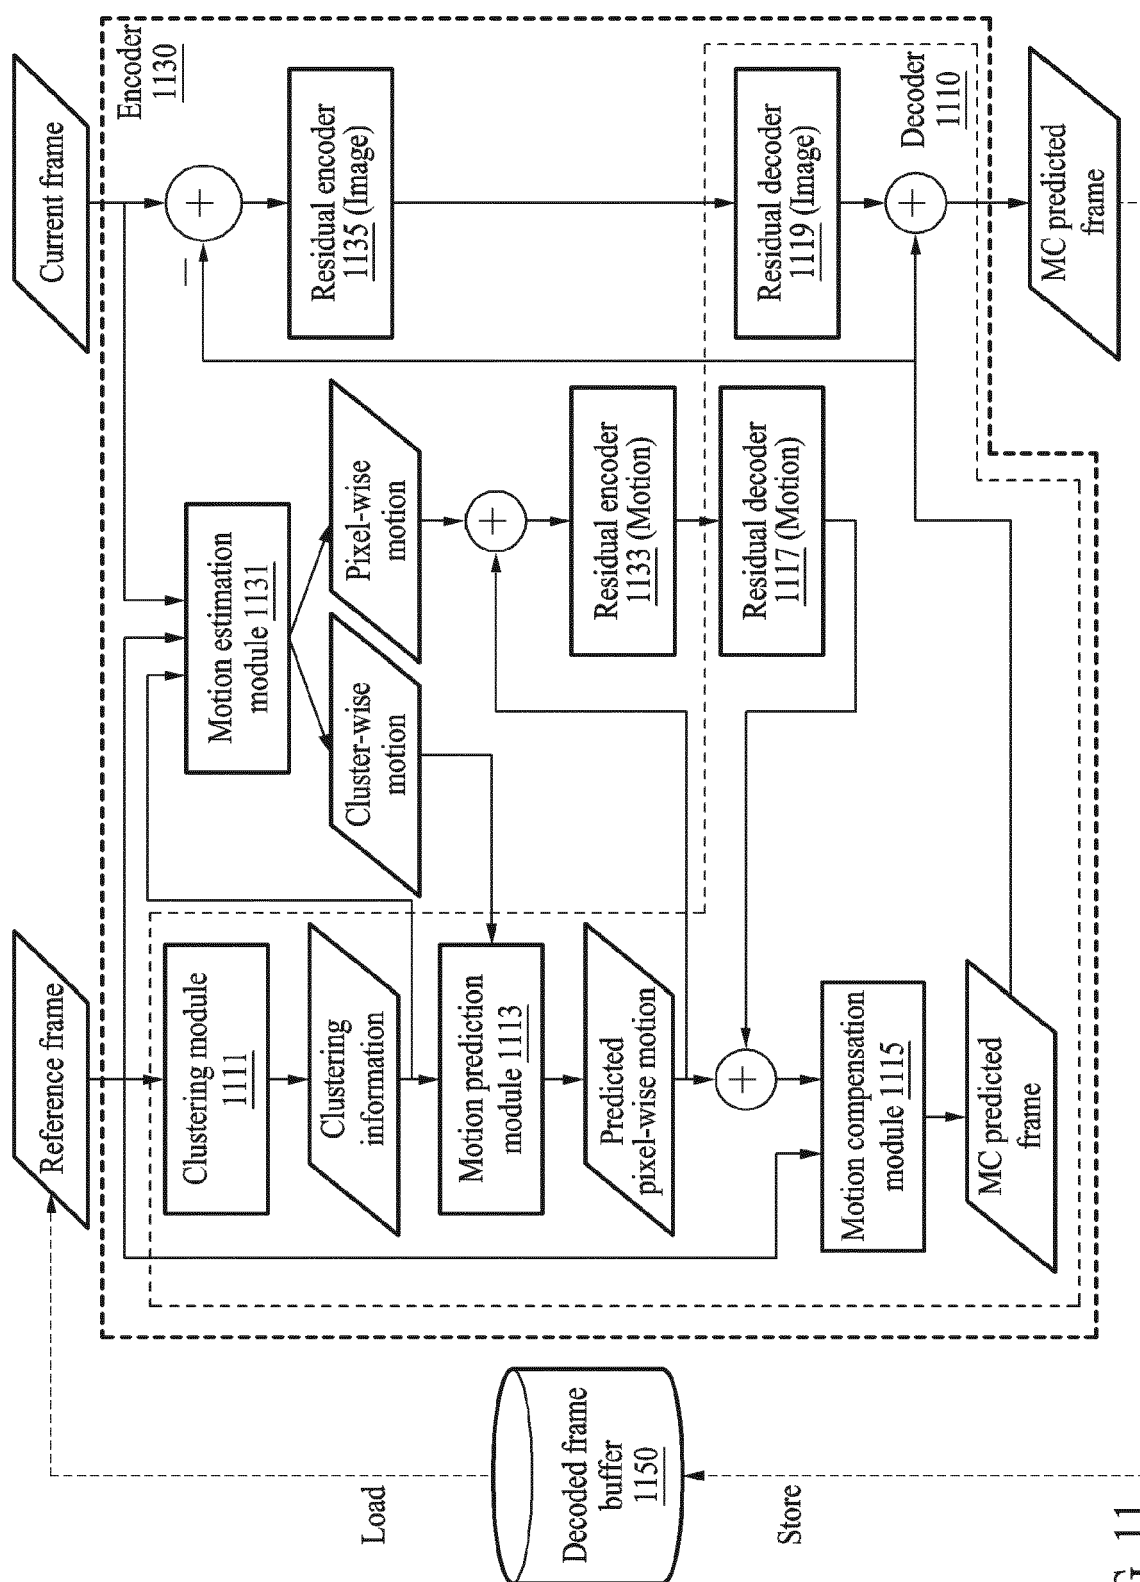 Reference frame
Current frame
Encoder
1130
Clustering module
1111
Clustering
information
Motion prediction
module 1113
Predicted
pixel-wise motion
+
Motion compensation
module 1115
MC predicted
frame
Motion estimation
module 1131
Cluster-wise
motion
Pixel-wise
motion
+
Residual encoder
1133 (Motion)
Residual decoder
1117 (Motion)
+
−
Residual encoder
1135 (Image)
Residual decoder
1119 (Image)
+
Decoder
1110
MC predicted
frame
Load
Decoded frame
buffer
1150
Store
G. 11